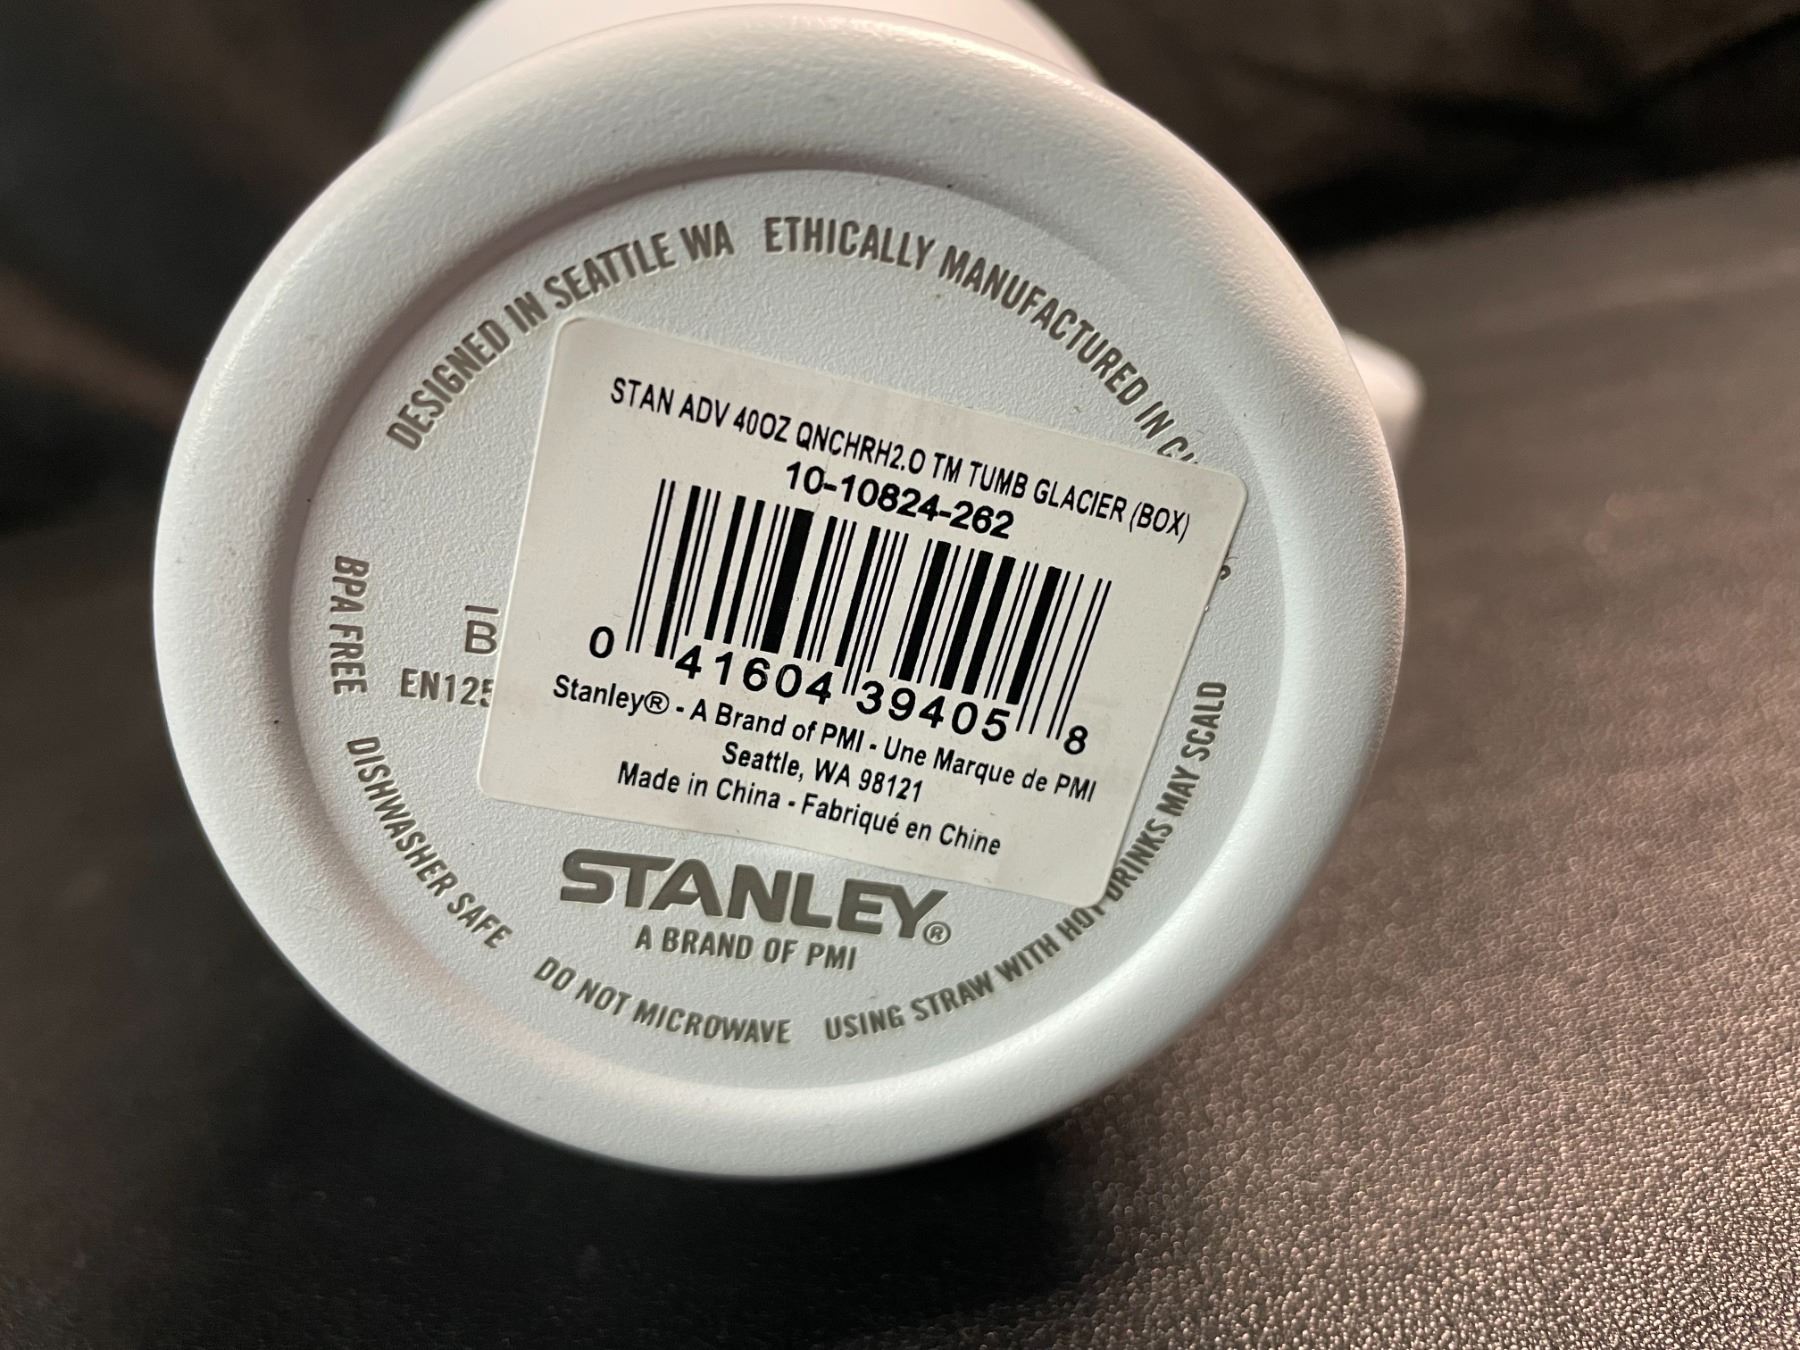 DESIGNED IN SEATTLE WA
ETHICALLY MANUFACTURED IN
STAN ADV 40OZ QNCHRH2.0 TM TUMB GLACIER (BOX)
10-10824-262
0 41604 39405 8
Stanley® - A Brand of PMI - Une Marque de PMI
Seattle, WA 98121
Made in China - Fabriqué en Chine
BPA FREE
DISHWASHER SAFE
DO NOT MICROWAVE
USING STRAW WITH HOT DRINKS MAY SCALD
STANLEY®
A BRAND OF PMI